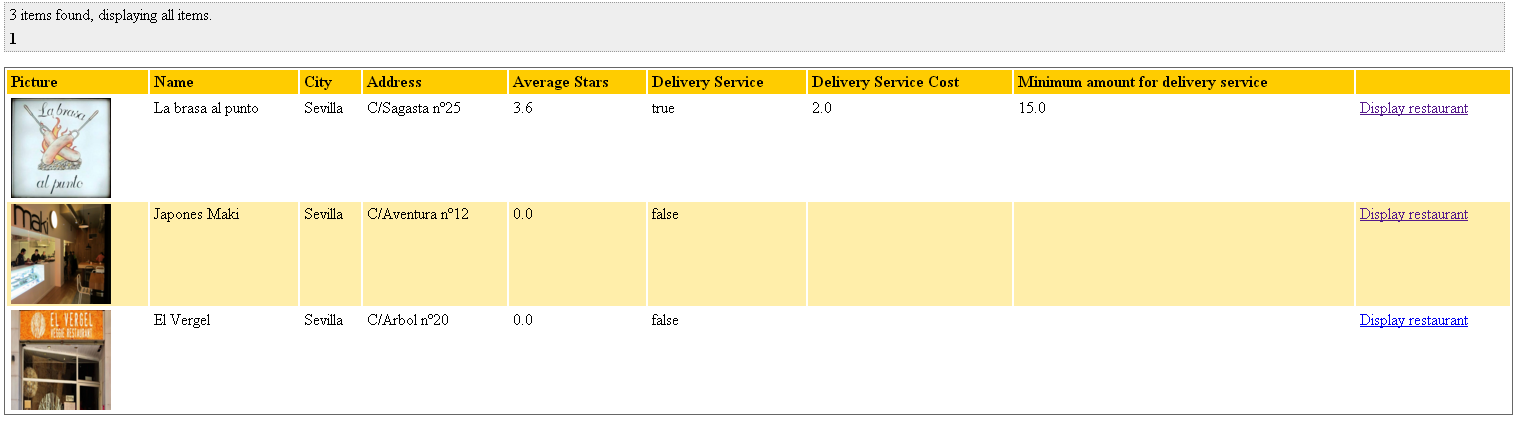 3 items found, displaying all items.
1
Picture Name City Address Average Stars Delivery Service Delivery Service Cost Minimum amount for delivery service
La brasa al punto Sevilla C/Sagasta nº25 3.6 true 2.0 15.0 Display restaurant
La brasa
al punto
Japones Maki Sevilla C/Aventura nº12 0.0 false Display restaurant
maki
El Vergel Sevilla C/Arbol nº20 0.0 false Display restaurant
EL VERGEL
VEGGIE RESTAURANT